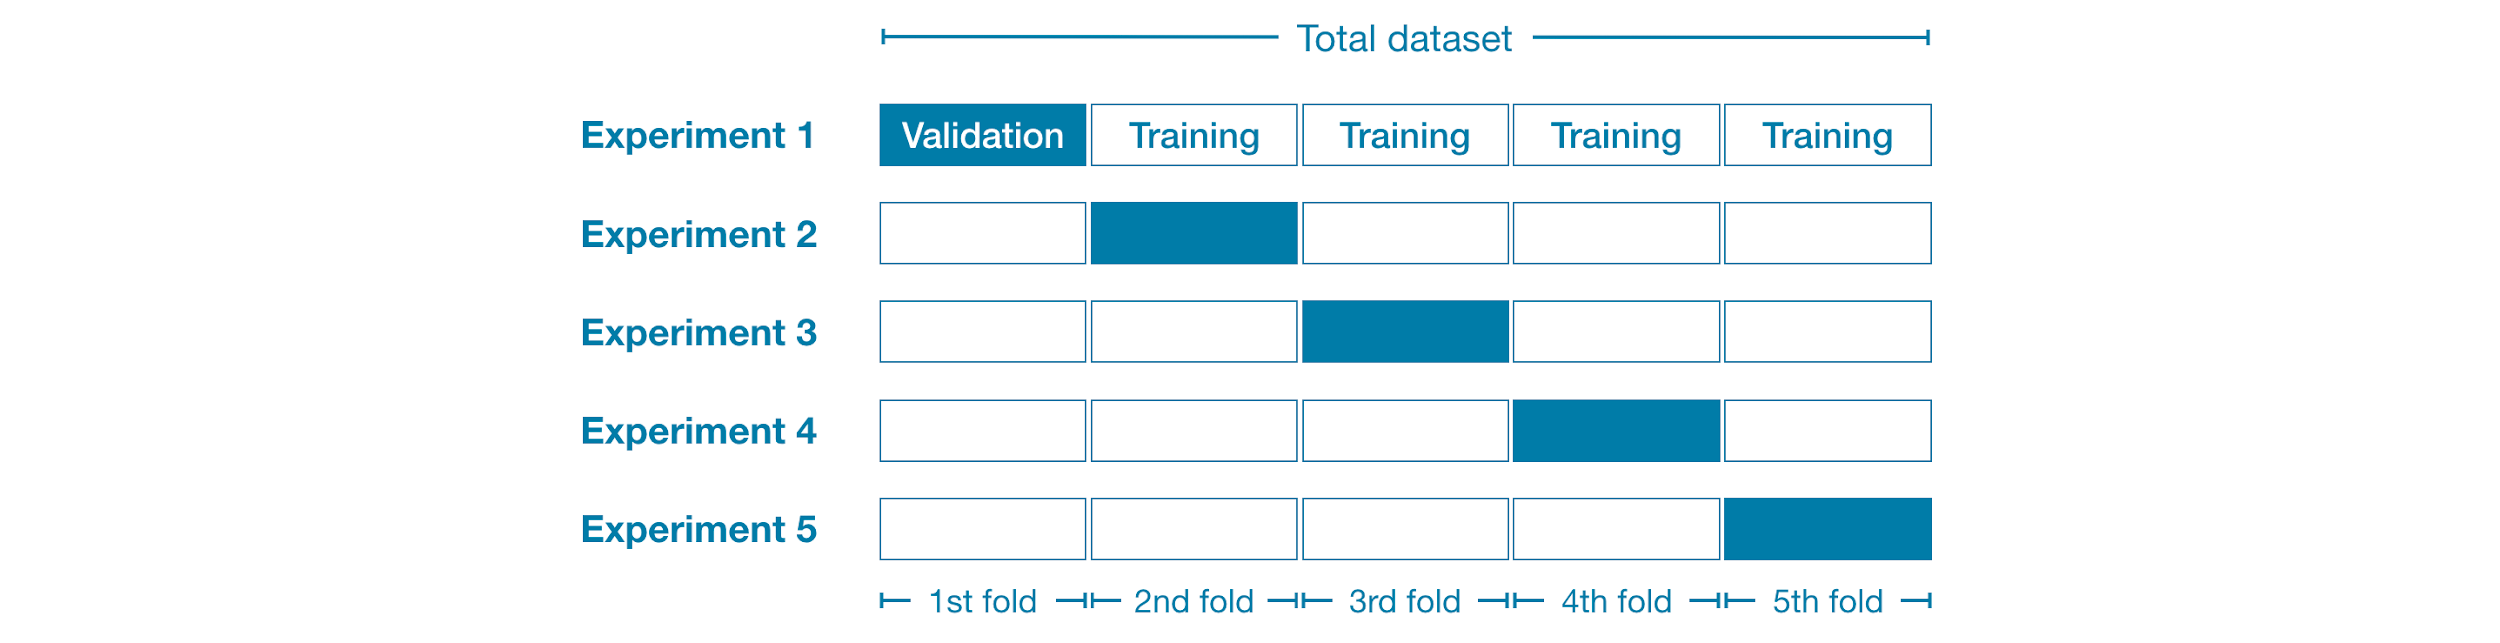 Total dataset
Experiment 1 Validation Training Training Training Training
Experiment 2
Experiment 3
Experiment 4
Experiment 5
1st fold 2nd fold 3rd fold 4th fold 5th fold